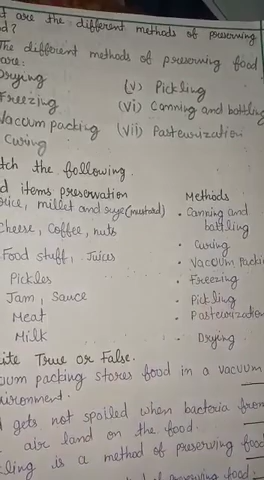 t are the different methods of preserving
d?
The different methods of preserving food
are:
Drying (v) Pickling
Freezing (vi) Canning and bottling
Vacuum packing (vii) Pasteurization
Curing
tch the following.
d items preservation Methods
rice, millet and rye (mustard) • Canning and bottling
Cheese, Coffee, nuts • Curing
Food stuff, Juices • Vacuum Packi
Pickles • Freezing
Jam, Sauce • Pickling
Meat • Pasteurization
Milk • Drying.
ite True or False.
uum packing stores food in a vacuum
vironment.
d gets not spoiled when bacteria from
air land on the food.
kling is a method of preserving food